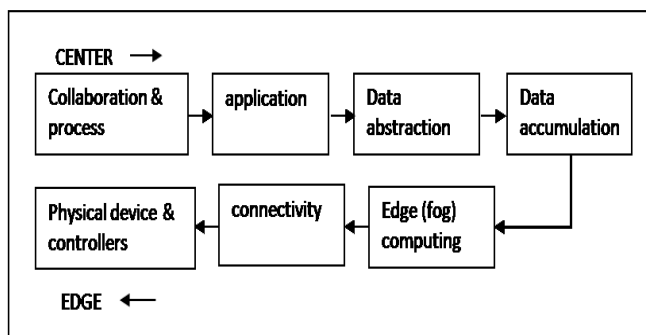 CENTER
Collaboration &
process
application
Data
abstraction
Data
accumulation
Physical device &
controllers
connectivity
Edge (fog)
computing
EDGE